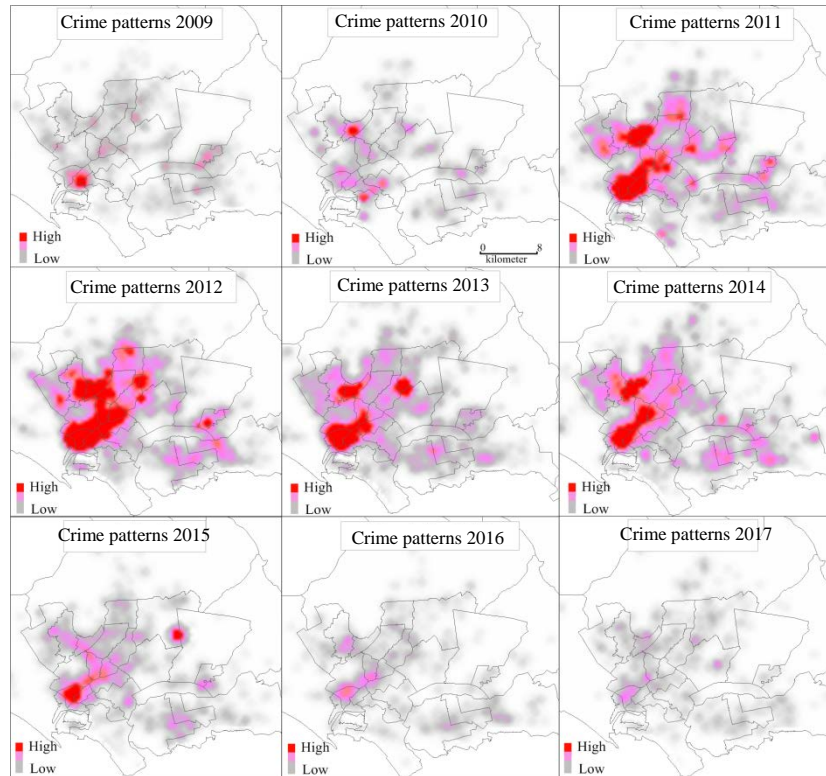 Crime patterns 2009
Crime patterns 2010
Crime patterns 2011
High
Low
High
Low
0 8
kilometer
High
Low
Crime patterns 2012
Crime patterns 2013
Crime patterns 2014
High
Low
High
Low
High
Low
Crime patterns 2015
Crime patterns 2016
Crime patterns 2017
High
Low
High
Low
High
Low